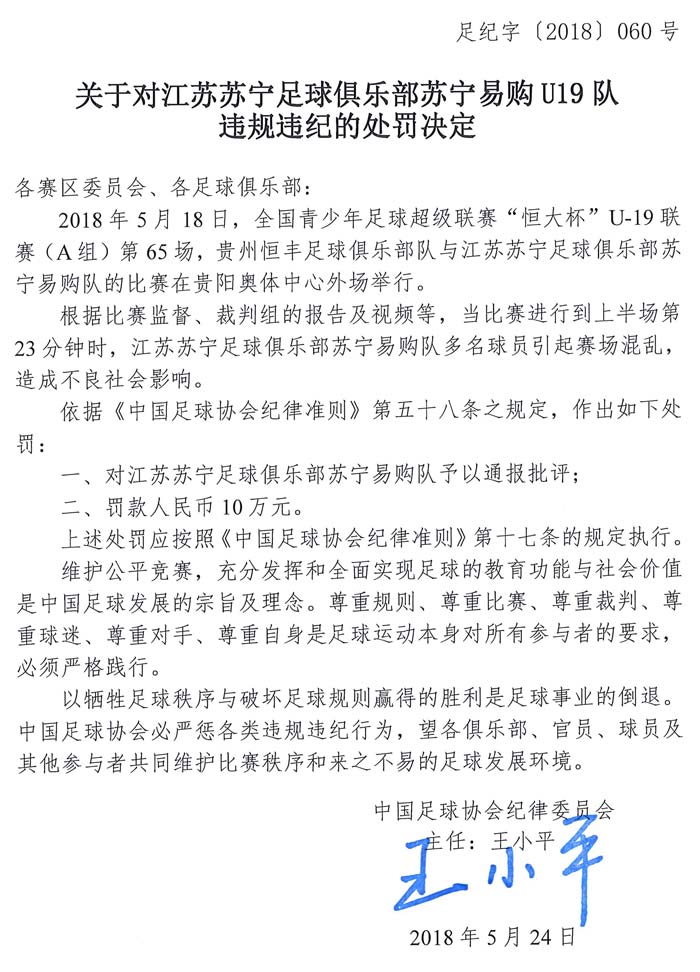 足纪字〔2018〕060 号
关于对江苏苏宁足球俱乐部苏宁易购 U19 队
违规违纪的处罚决定
各赛区委员会、各足球俱乐部：
2018 年 5 月 18 日，全国青少年足球超级联赛“恒大杯”U-19 联
赛（A 组）第 65 场，贵州恒丰足球俱乐部队与江苏苏宁足球俱乐部苏
宁易购队的比赛在贵阳奥体中心外场举行。
根据比赛监督、裁判组的报告及视频等，当比赛进行到上半场第
23 分钟时，江苏苏宁足球俱乐部苏宁易购队多名球员引起赛场混乱，
造成不良社会影响。
依据《中国足球协会纪律准则》第五十八条之规定，作出如下处
罚：
一、对江苏苏宁足球俱乐部苏宁易购队予以通报批评；
二、罚款人民币 10 万元。
上述处罚应按照《中国足球协会纪律准则》第十七条的规定执行。
维护公平竞赛，充分发挥和全面实现足球的教育功能与社会价值
是中国足球发展的宗旨及理念。尊重规则、尊重比赛、尊重裁判、尊
重球迷、尊重对手、尊重自身是足球运动本身对所有参与者的要求，
必须严格践行。
以牺牲足球秩序与破坏足球规则赢得的胜利是足球事业的倒退。
中国足球协会必严惩各类违规违纪行为，望各俱乐部、官员、球员及
其他参与者共同维护比赛秩序和来之不易的足球发展环境。
中国足球协会纪律委员会
主任：王小平
王小平
2018 年 5 月 24 日